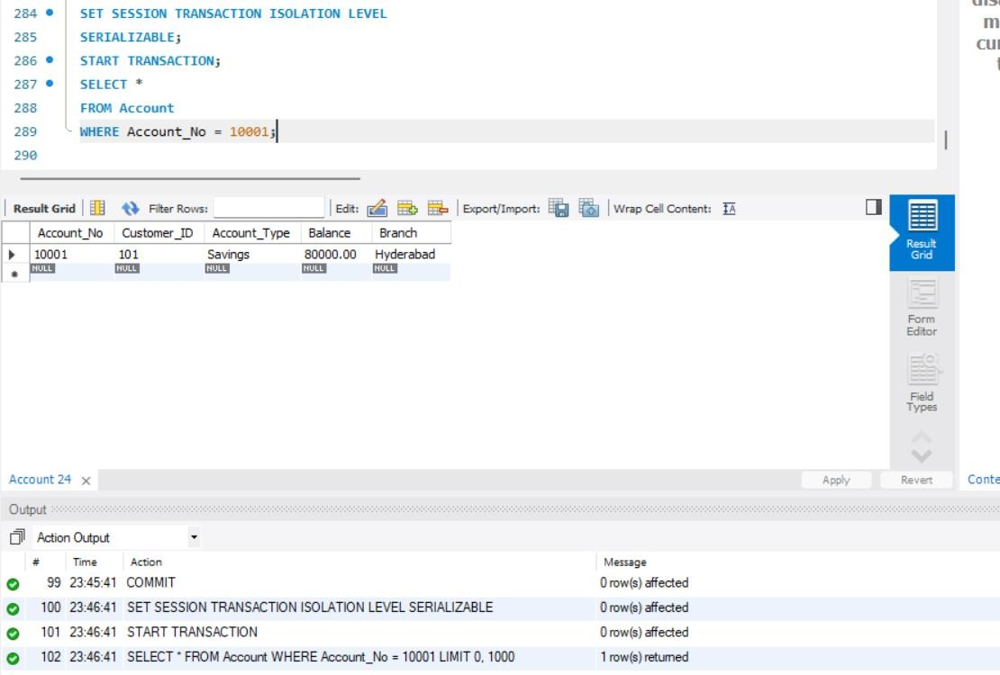 284 SET SESSION TRANSACTION ISOLATION LEVEL
285 SERIALIZABLE;
286 START TRANSACTION;
287 SELECT *
288 FROM Account
289 WHERE Account_No = 10001;
290
Result Grid Filter Rows: Edit: Export/Import: Wrap Cell Content: IA
Account_No Customer_ID Account_Type Balance Branch
10001 101 Savings 80000.00 Hyderabad
NULL NULL NULL NULL NULL
Result
Grid
Form
Editor
Field
Types
Account 24
Apply Revert
Output
Action Output
# Time Action Message
99 23:45:41 COMMIT 0 row(s) affected
100 23:46:41 SET SESSION TRANSACTION ISOLATION LEVEL SERIALIZABLE 0 row(s) affected
101 23:46:41 START TRANSACTION 0 row(s) affected
102 23:46:41 SELECT * FROM Account WHERE Account_No = 10001 LIMIT 0, 1000 1 row(s) returned